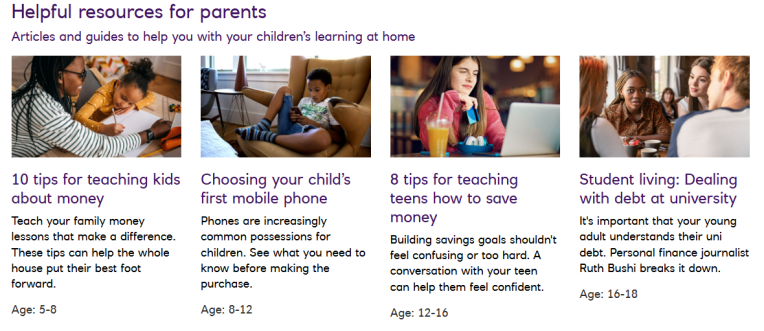 Helpful resources for parents
Articles and guides to help you with your children's learning at home
10 tips for teaching kids
about money
Teach your family money
lessons that make a difference.
These tips can help the whole
house put their best foot
forward.
Age: 5-8
Choosing your child's
first mobile phone
Phones are increasingly
common possessions for
children. See what you need to
know before making the
purchase.
Age: 8-12
8 tips for teaching
teens how to save
money
Building savings goals shouldn't
feel confusing or too hard. A
conversation with your teen
can help them feel confident.
Age: 12-16
Student living: Dealing
with debt at university
It's important that your young
adult understands their uni
debt. Personal finance journalist
Ruth Bushi breaks it down.
Age: 16-18